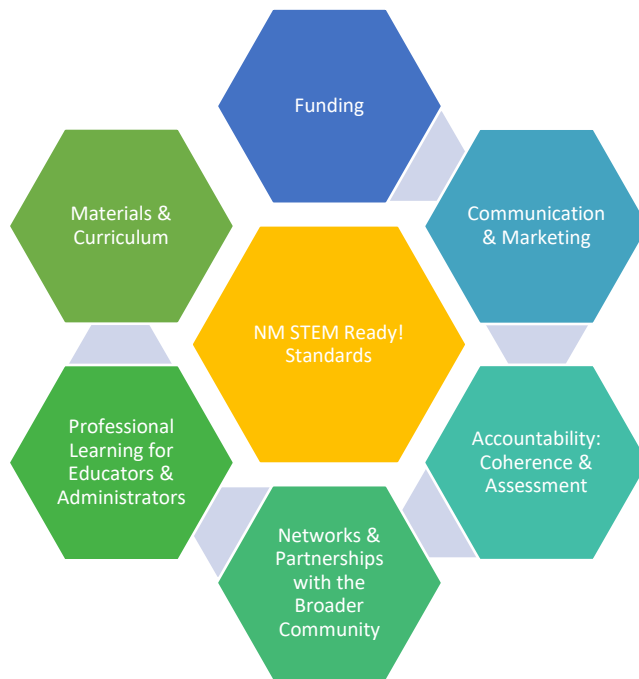 Funding
Communication
& Marketing
Materials &
Curriculum
NM STEM Ready!
Standards
Accountability:
Coherence &
Assessment
Professional
Learning for
Educators &
Administrators
Networks &
Partnerships
with the
Broader
Community